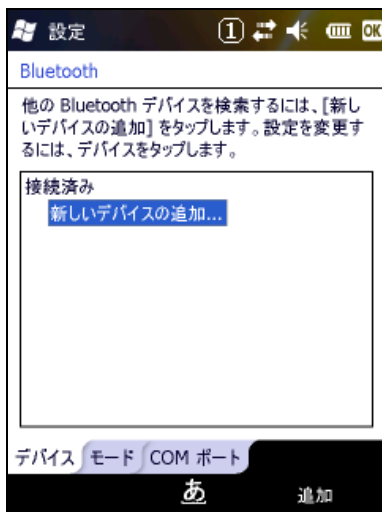 設定 1 OK
Bluetooth
他の Bluetooth デバイスを検索するには、[新し
いデバイスの追加] をタップします。設定を変更す
るには、デバイスをタップします。
接続済み
新しいデバイスの追加...
デバイス モード COM ポート
あ 追加